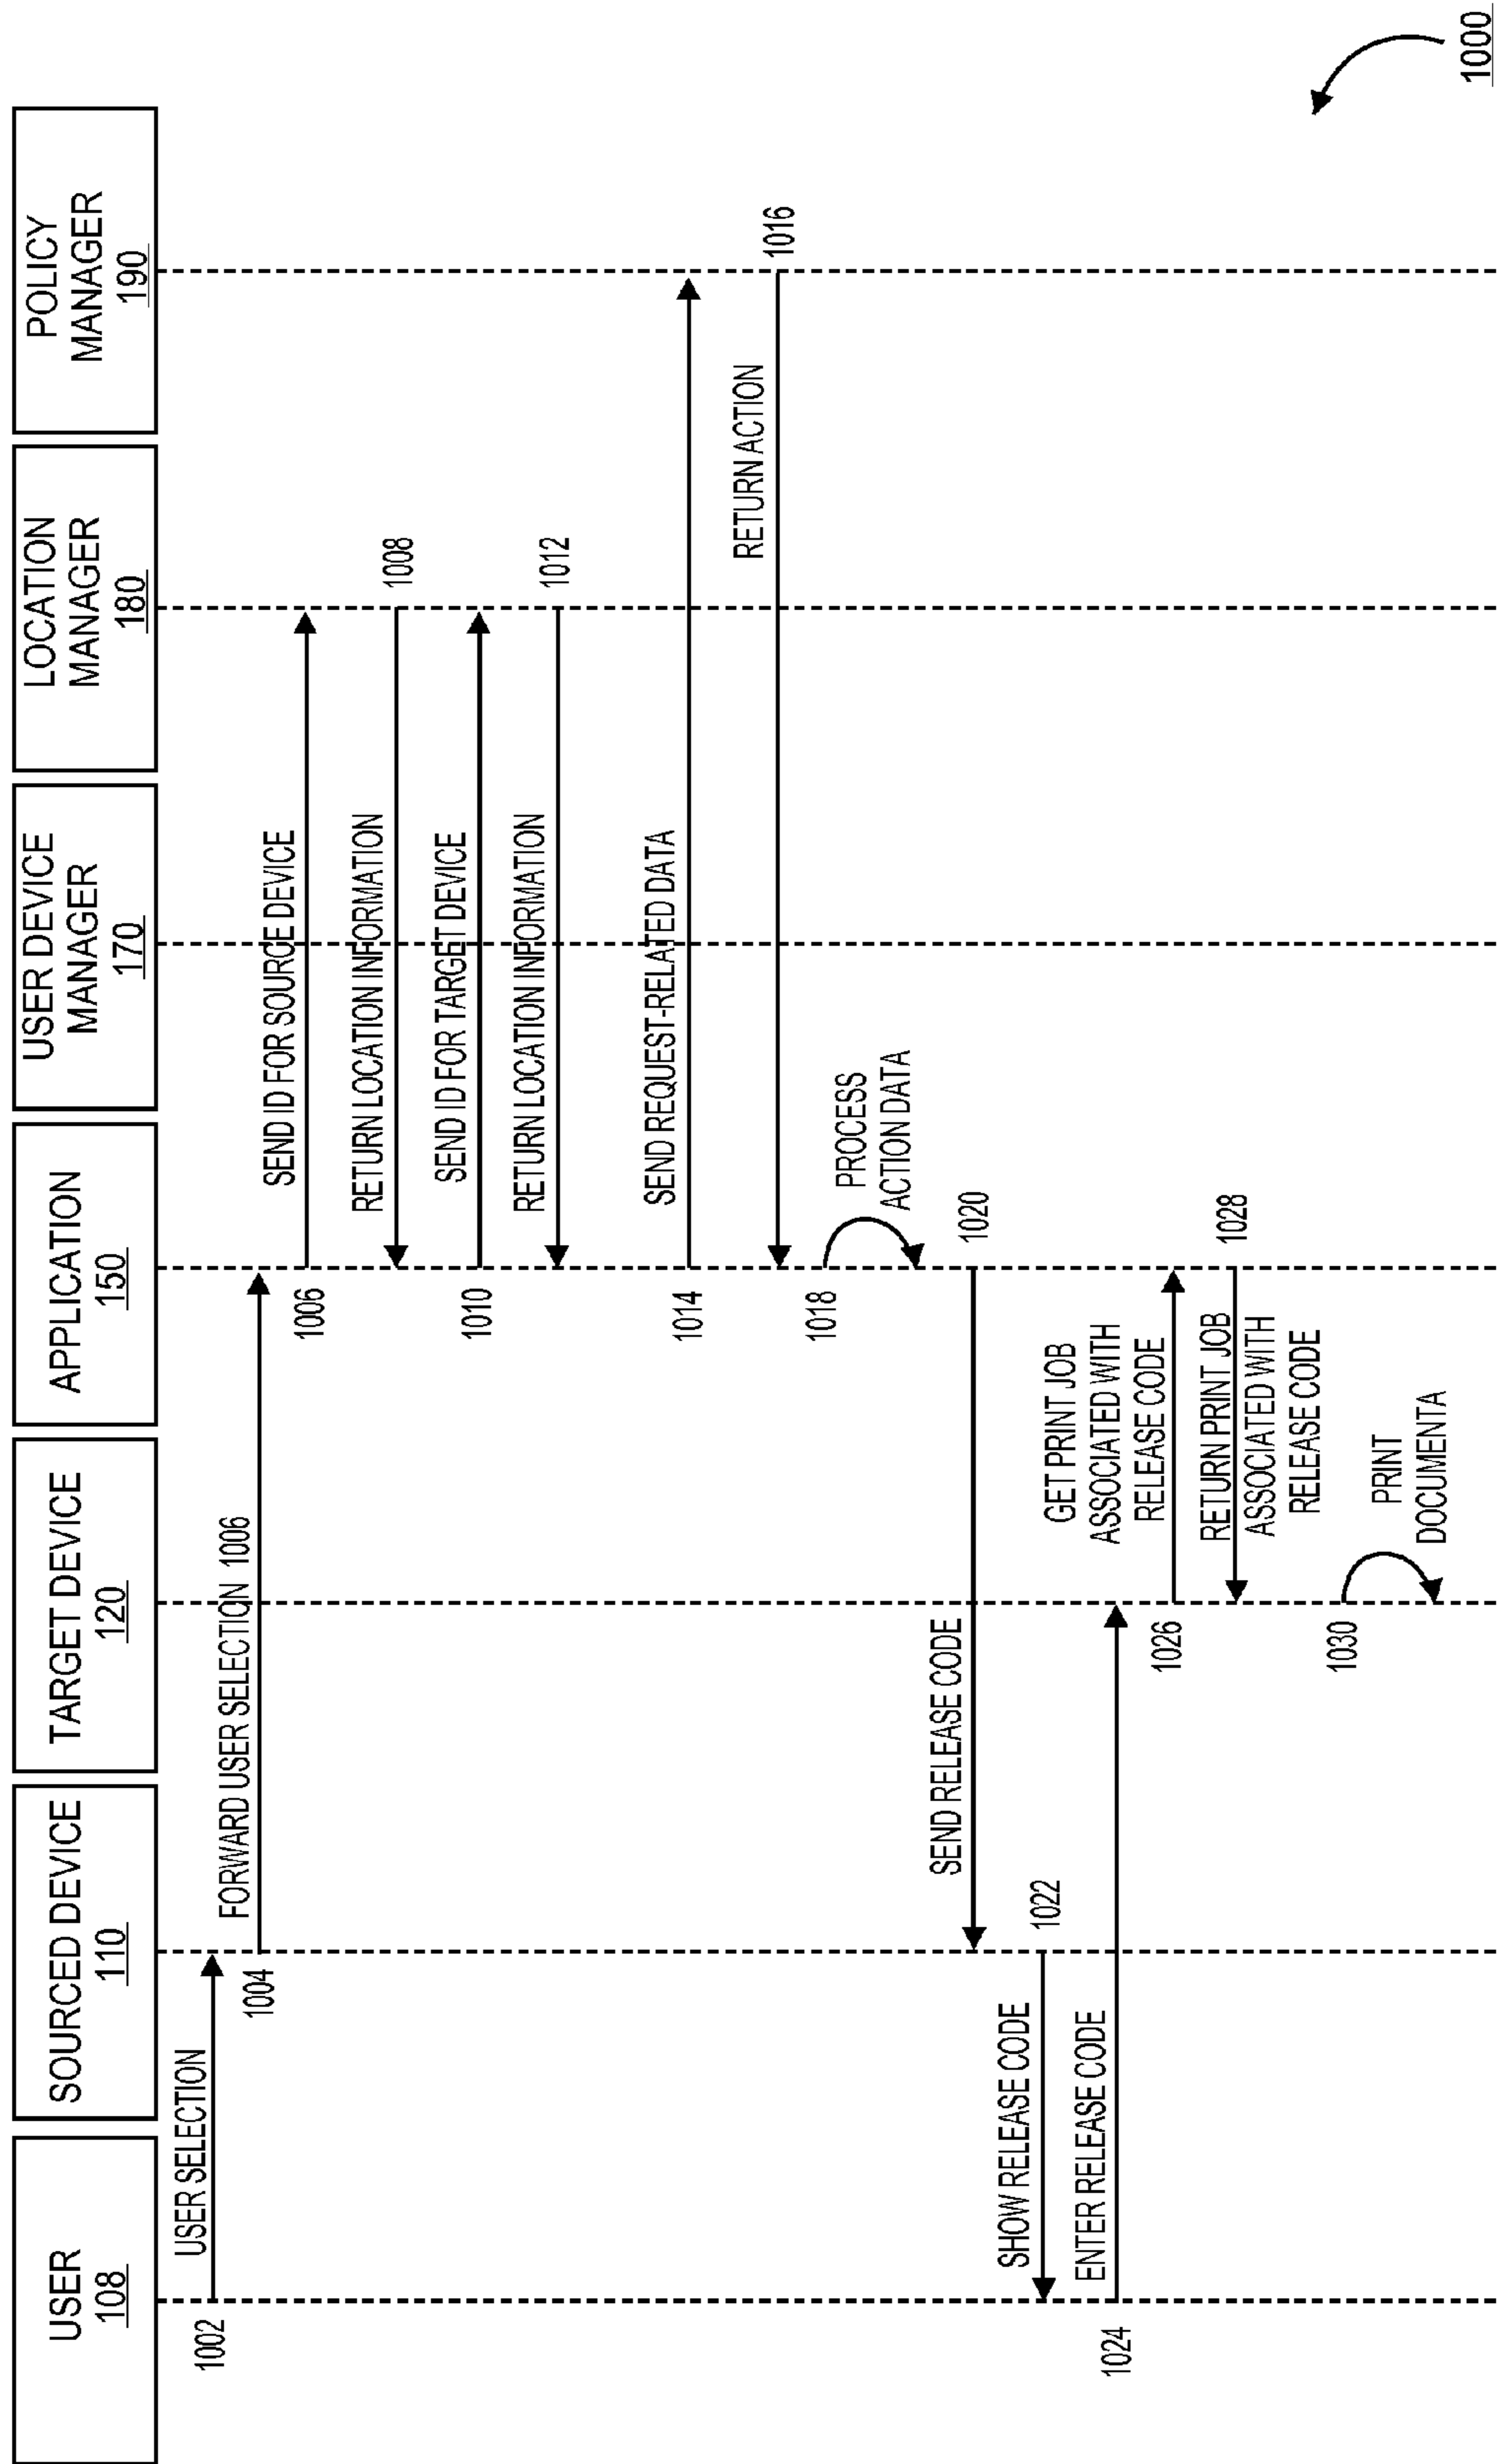 USER
108
SOURCED DEVICE
110
TARGET DEVICE
120
APPLICATION
150
USER DEVICE
MANAGER
170
LOCATION
MANAGER
180
POLICY
MANAGER
190
USER SELECTION
1002
FORWARD USER SELECTION 1006
1004
SEND ID FOR SOURCE DEVICE
1006
RETURN LOCATION INFORMATION
1008
SEND ID FOR TARGET DEVICE
1010
RETURN LOCATION INFORMATION
1012
SEND REQUEST-RELATED DATA
1014
RETURN ACTION
1016
1018
PROCESS
ACTION DATA
SEND RELEASE CODE
1020
SHOW RELEASE CODE
1022
ENTER RELEASE CODE
1024
GET PRINT JOB
ASSOCIATED WITH
RELEASE CODE
1026
RETURN PRINT JOB
ASSOCIATED WITH
RELEASE CODE
1028
1030
PRINT
DOCUMENTA
1000